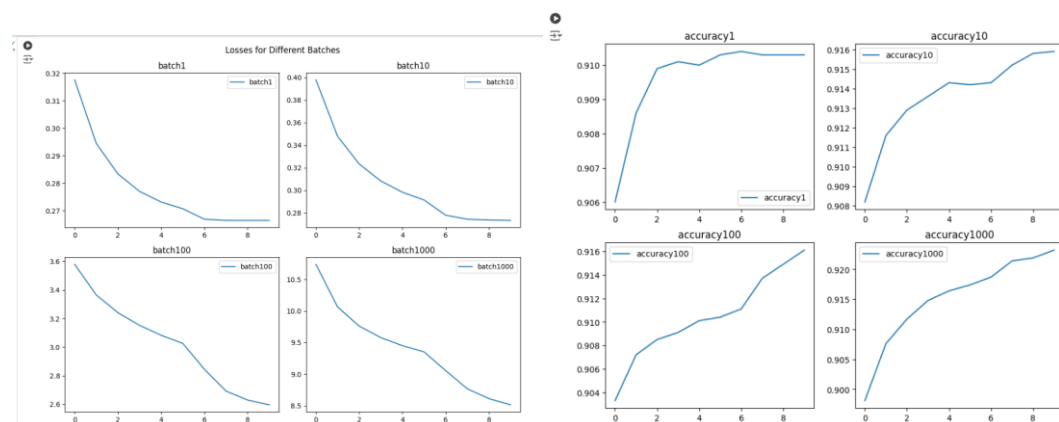 Losses for Different Batches
batch1
0.32
0.31
0.30
0.29
0.28
0.27
batch1
0 2 4 6 8
batch10
0.40
0.38
0.36
0.34
0.32
0.30
0.28
batch10
0 2 4 6 8
batch100
3.6
3.4
3.2
3.0
2.8
2.6
batch100
0 2 4 6 8
batch1000
10.5
10.0
9.5
9.0
8.5
batch1000
0 2 4 6 8
accuracy1
0.910
0.909
0.908
0.907
0.906
accuracy1
0 2 4 6 8
accuracy10
0.916
0.915
0.914
0.913
0.912
0.911
0.910
0.909
0.908
accuracy10
0 2 4 6 8
accuracy100
0.916
0.914
0.912
0.910
0.908
0.906
0.904
accuracy100
0 2 4 6 8
accuracy1000
0.920
0.915
0.910
0.905
0.900
accuracy1000
0 2 4 6 8